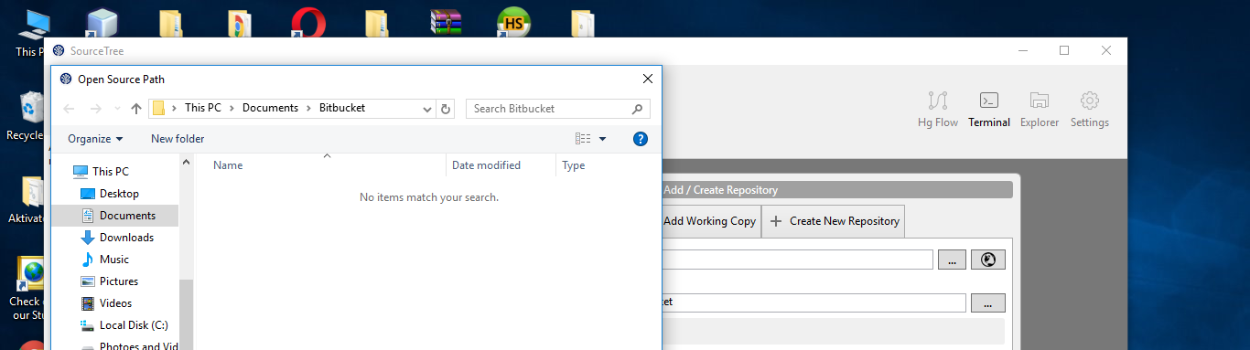 HS
This P
SourceTree
Open Source Path
This PC > Documents > Bitbucket
Search Bitbucket
Hg Flow Terminal Explorer Settings
Recycle
Organize New folder
This PC
Name Date modified Type
Desktop
No items match your search.
Add / Create Repository
Documents
Aktivat
Add Working Copy + Create New Repository
Downloads
Music
...
Pictures
Check
Videos
ket
...
our Stu
Local Disk (C:)
Photoes and Vid